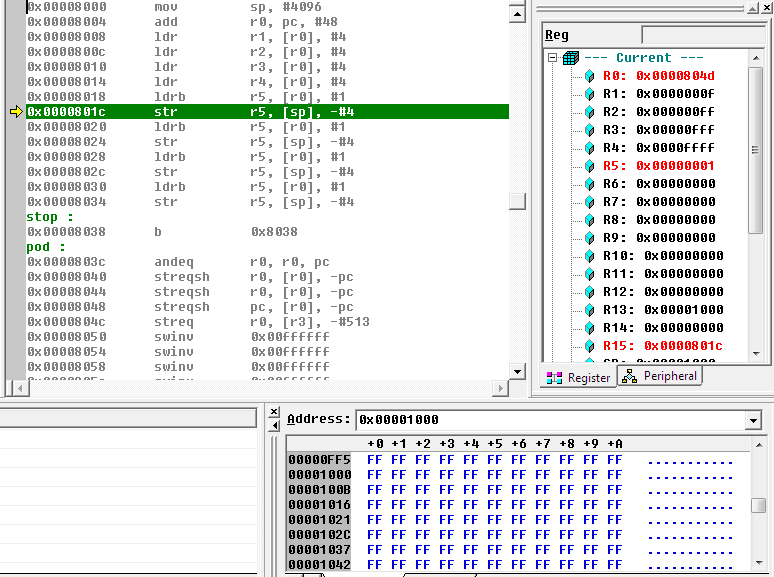 0x00008000 mov sp, #4096
0x00008004 add r0, pc, #48
0x00008008 ldr r1, [r0], #4
0x0000800c ldr r2, [r0], #4
0x00008010 ldr r3, [r0], #4
0x00008014 ldr r4, [r0], #4
0x00008018 ldrb r5, [r0], #1
0x0000801c str r5, [sp], -#4
0x00008020 ldrb r5, [r0], #1
0x00008024 str r5, [sp], -#4
0x00008028 ldrb r5, [r0], #1
0x0000802c str r5, [sp], -#4
0x00008030 ldrb r5, [r0], #1
0x00008034 str r5, [sp], -#4
stop :
0x00008038 b 0x8038
pod :
0x0000803c andeq r0, r0, pc
0x00008040 streqsh r0, [r0], -pc
0x00008044 streqsh r0, [r0], -pc
0x00008048 streqsh pc, [r0], -pc
0x0000804c streq r0, [r3], -#513
0x00008050 swinv 0x00ffffff
0x00008054 swinv 0x00ffffff
0x00008058 swinv 0x00ffffff
Reg
--- Current ---
R0: 0x0000804d
R1: 0x0000000f
R2: 0x000000ff
R3: 0x00000fff
R4: 0x0000ffff
R5: 0x00000001
R6: 0x00000000
R7: 0x00000000
R8: 0x00000000
R9: 0x00000000
R10: 0x00000000
R11: 0x00000000
R12: 0x00000000
R13: 0x00001000
R14: 0x00000000
R15: 0x0000801c
Register Peripheral
Address: 0x00001000
+0 +1 +2 +3 +4 +5 +6 +7 +8 +9 +A
00000FF5 FF FF FF FF FF FF FF FF FF FF FF ...........
00001000 FF FF FF FF FF FF FF FF FF FF FF ...........
0000100B FF FF FF FF FF FF FF FF FF FF FF ...........
00001016 FF FF FF FF FF FF FF FF FF FF FF ...........
00001021 FF FF FF FF FF FF FF FF FF FF FF ...........
0000102C FF FF FF FF FF FF FF FF FF FF FF ...........
00001037 FF FF FF FF FF FF FF FF FF FF FF ...........
00001042 FF FF FF FF FF FF FF FF FF FF FF ...........